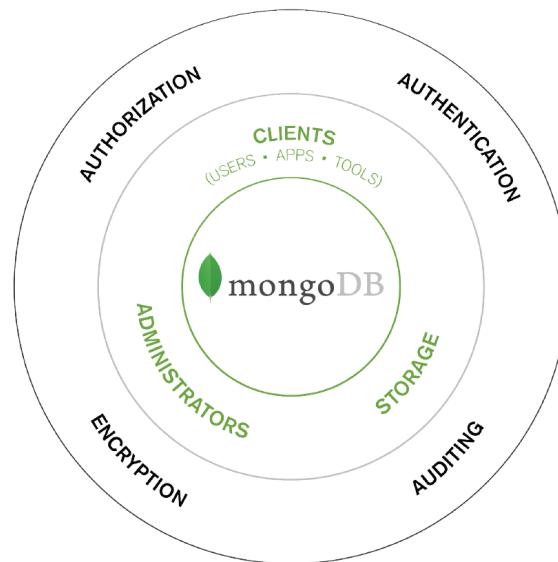 AUTHORIZATION
AUTHENTICATION
CLIENTS
(USERS • APPS • TOOLS)
mongoDB
ADMINISTRATORS
STORAGE
ENCRYPTION
AUDITING